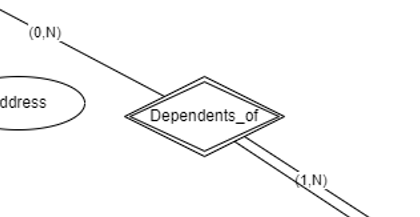 (0,N)
ddress
Dependents_of
(1,N)